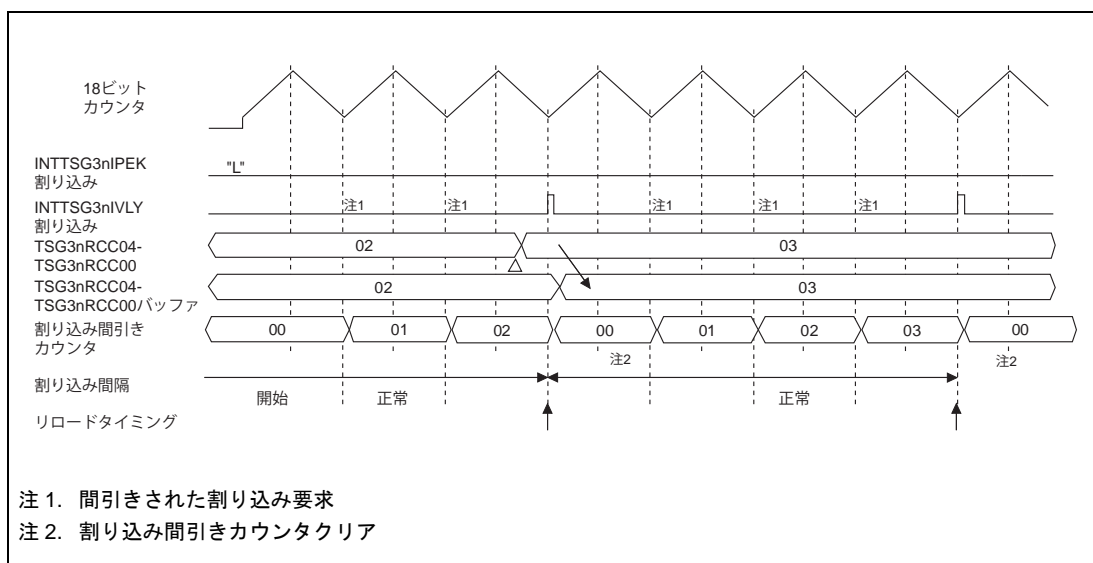 18ビット
カウンタ
INTTSG3nIPEK
割り込み
"L"
INTTSG3nIVLY
割り込み
注1 注1 注1 注1 注1
TSG3nRCC04-
TSG3nRCC00
02 03
TSG3nRCC04-
TSG3nRCC00バッファ
02 03
割り込み間引き
カウンタ
00 01 02 00 01 02 03 00
注2 注2
割り込み間隔
開始 正常 正常
リロードタイミング
注 1. 間引きされた割り込み要求
注 2. 割り込み間引きカウンタクリア